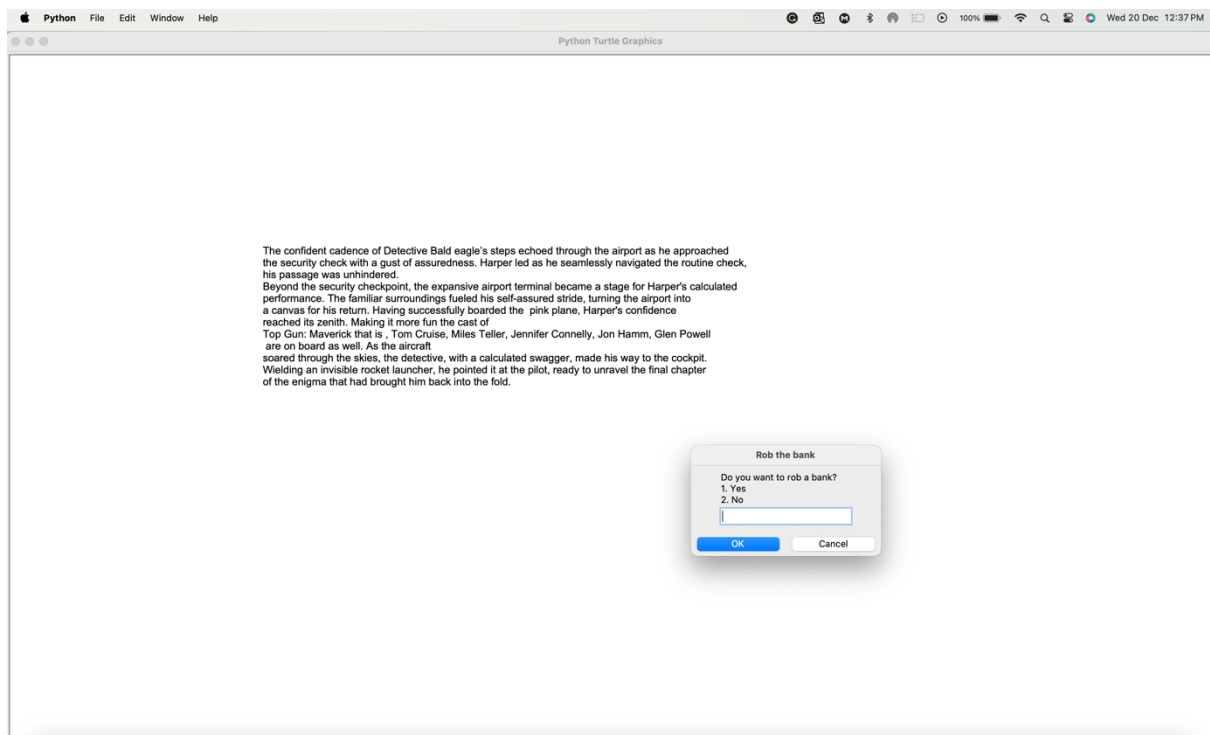 Python File Edit Window Help 100% Wed 20 Dec 12:37 PM
Python Turtle Graphics
The confident cadence of Detective Bald eagle's steps echoed through the airport as he approached
the security check with a gust of assuredness. Harper led as he seamlessly navigated the routine check,
his passage was unhindered.
Beyond the security checkpoint, the expansive airport terminal became a stage for Harper's calculated
performance. The familiar surroundings fueled his self-assured stride, turning the airport into
a canvas for his return. Having successfully boarded the  pink plane, Harper's confidence
reached its zenith. Making it more fun the cast of
Top Gun: Maverick that is , Tom Cruise, Miles Teller, Jennifer Connelly, Jon Hamm, Glen Powell
are on board as well. As the aircraft
soared through the skies, the detective, with a calculated swagger, made his way to the cockpit.
Wielding an invisible rocket launcher, he pointed it at the pilot, ready to unravel the final chapter
of the enigma that had brought him back into the fold.
Rob the bank
Do you want to rob a bank?
1. Yes
2. No
OK Cancel